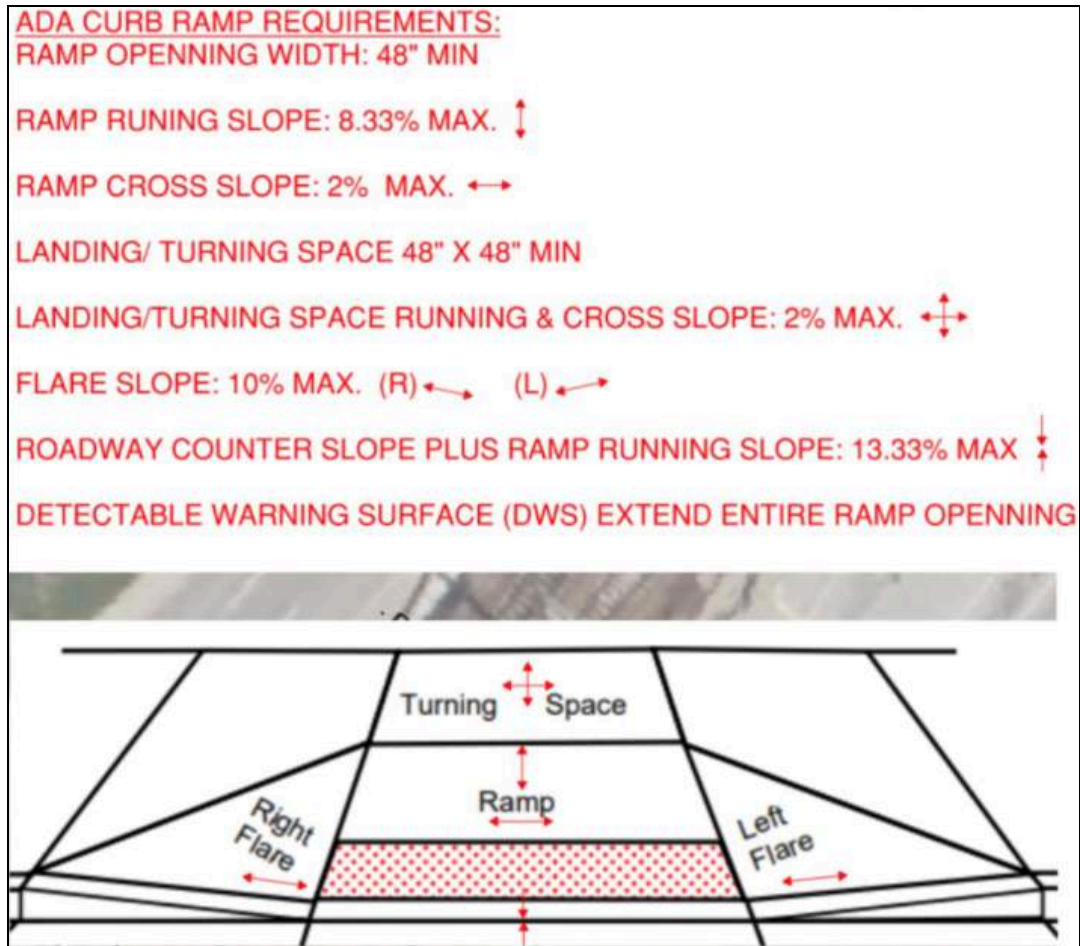 ADA CURB RAMP REQUIREMENTS:
RAMP OPENNING WIDTH: 48" MIN
RAMP RUNING SLOPE: 8.33% MAX.
RAMP CROSS SLOPE: 2% MAX.
LANDING/ TURNING SPACE 48" X 48" MIN
LANDING/TURNING SPACE RUNNING & CROSS SLOPE: 2% MAX.
FLARE SLOPE: 10% MAX. (R) (L)
ROADWAY COUNTER SLOPE PLUS RAMP RUNNING SLOPE: 13.33% MAX
DETECTABLE WARNING SURFACE (DWS) EXTEND ENTIRE RAMP OPENNING
Turning Space
Ramp
Right
Flare
Left
Flare